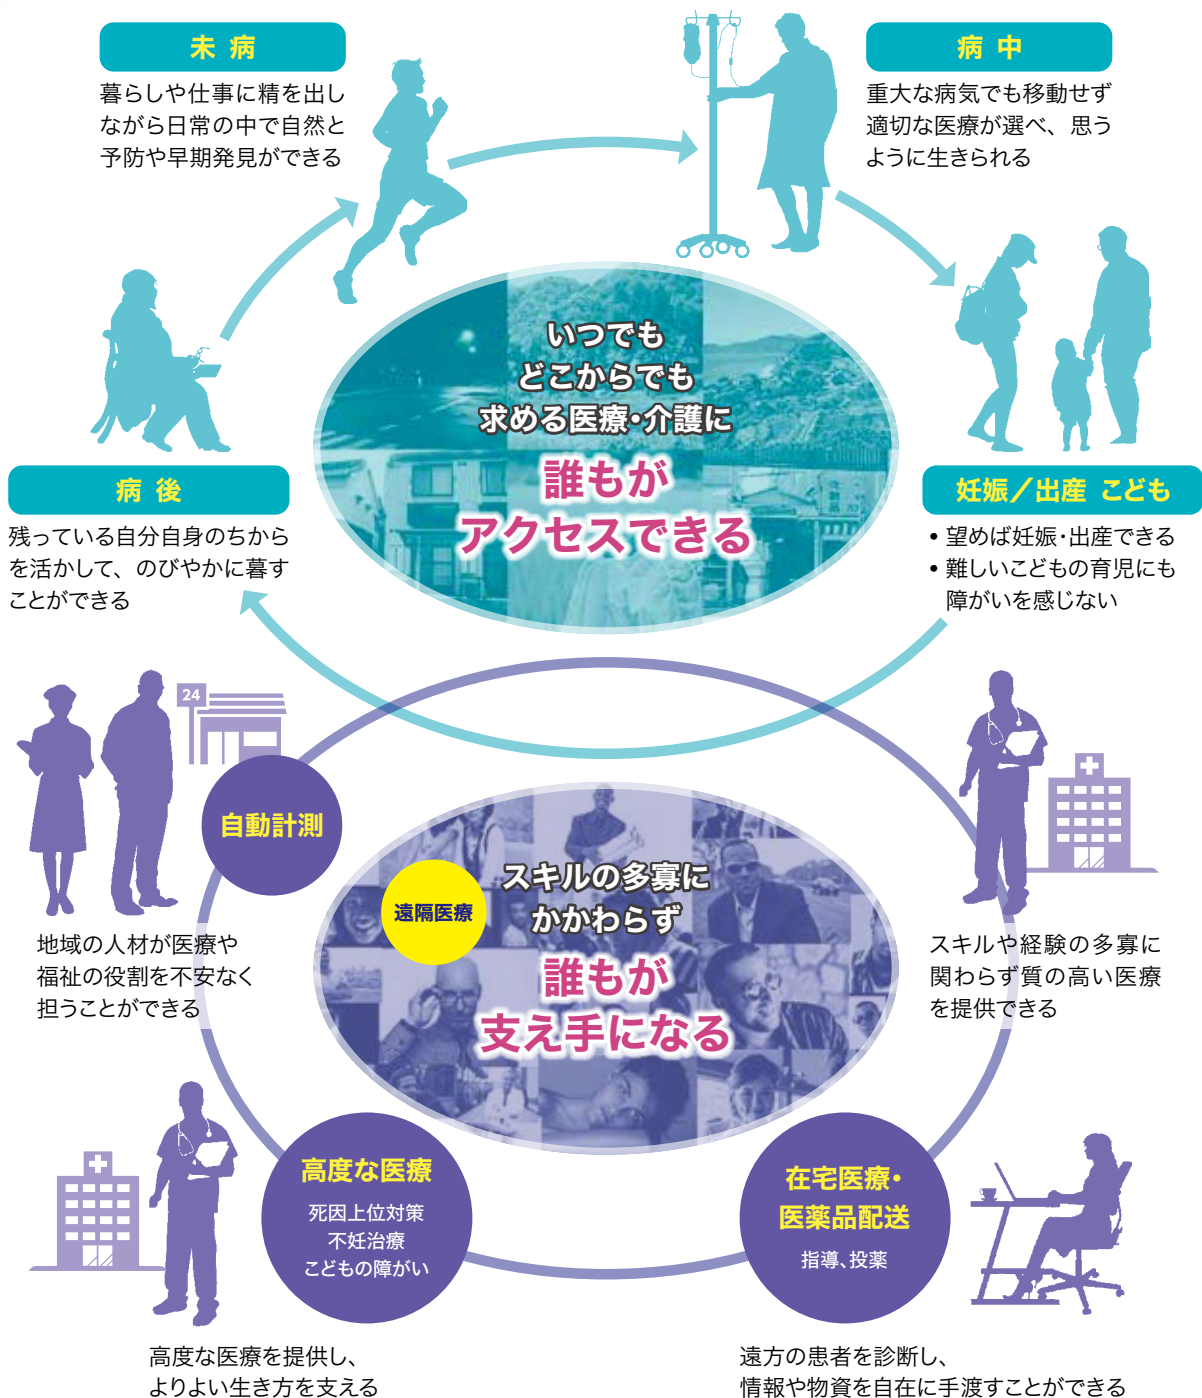 未病
暮らしや仕事に精を出し
ながら日常の中で自然と
予防や早期発見ができる
病中
重大な病気でも移動せず
適切な医療が選べ、思う
ように生きられる
いつでも
どこからでも
求める医療・介護に
誰もが
アクセスできる
病後
残っている自分自身のちから
を活かして、のびやかに暮す
ことができる
妊娠／出産 こども
• 望めば妊娠・出産できる
• 難しいこどもの育児にも
障がいを感じない
24
自動計測
地域の人材が医療や
福祉の役割を不安なく
担うことができる
遠隔医療
スキルの多寡に
かかわらず
誰もが
支え手になる
スキルや経験の多寡に
関わらず質の高い医療
を提供できる
高度な医療
死因上位対策
不妊治療
こどもの障がい
高度な医療を提供し、
よりよい生き方を支える
在宅医療・
医薬品配送
指導、投薬
遠方の患者を診断し、
情報や物資を自在に手渡すことができる